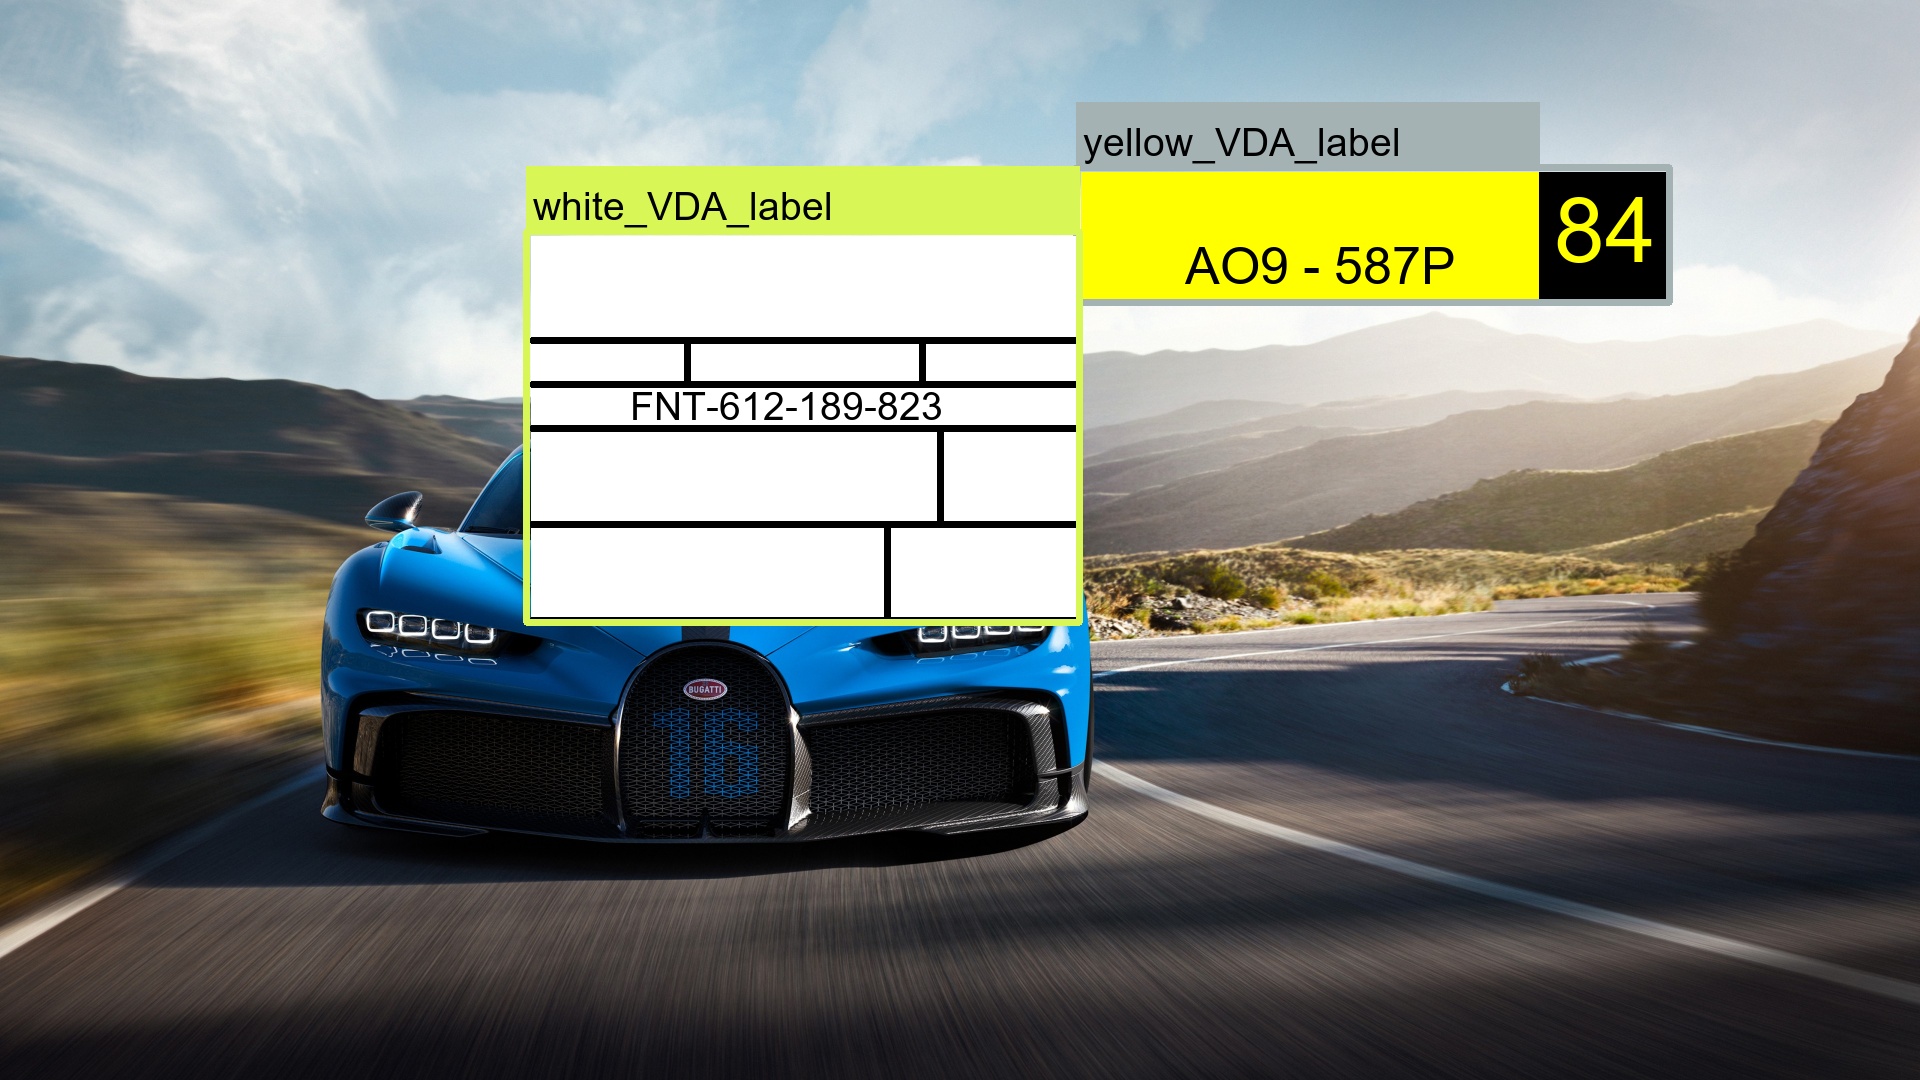 yellow_VDA_label
white_VDA_label
AO9 - 587P
84
FNT-612-189-823
BUGATTI
16